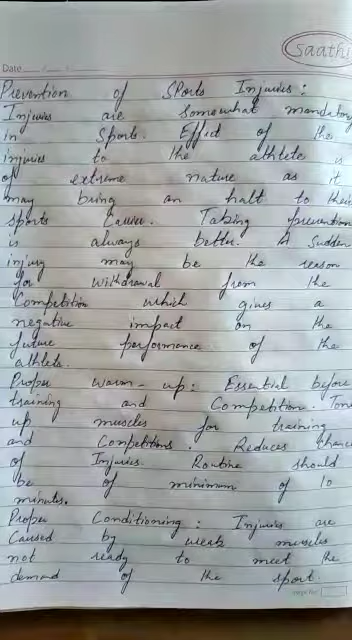 saathi
Date
Prevention of Sports Injuries :
Injuries are somewhat mandatory
in sports. Effect of the
injuries to the athlete is
of extreme nature as it
may bring an halt to their
sports Carrier. Taking prevention
is always better. A Sudden
injury may be the reason
for withdrawal from the
Competition which gives a
negative impact on the
future performance of the
athlete.
Proper warm-up : Essential before
training and Competition. Tone
up muscles for training
and Competitions. Reduces chance
of Injuries. Routine should
be of minimum of 10
minutes.
Proper Conditioning : Injuries are
Caused by weak muscles
not ready to meet the
demand of the sport.
Page No.